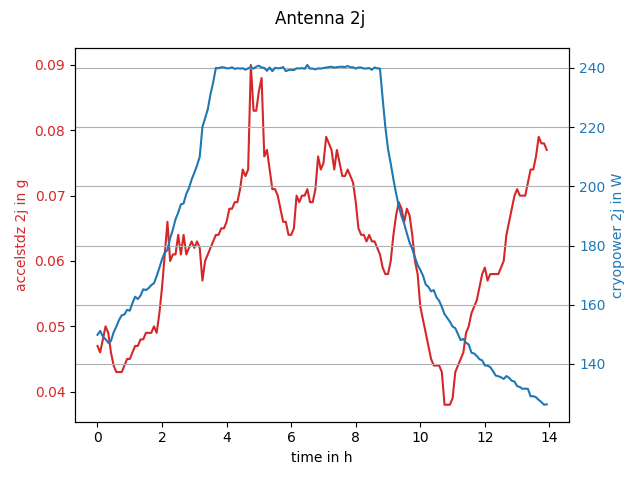 Antenna 2j
0.09
0.08
0.07
0.06
0.05
0.04
accelstdz 2j in g
240
220
200
180
160
140
cryopower 2j in W
0 2 4 6 8 10 12 14
time in h